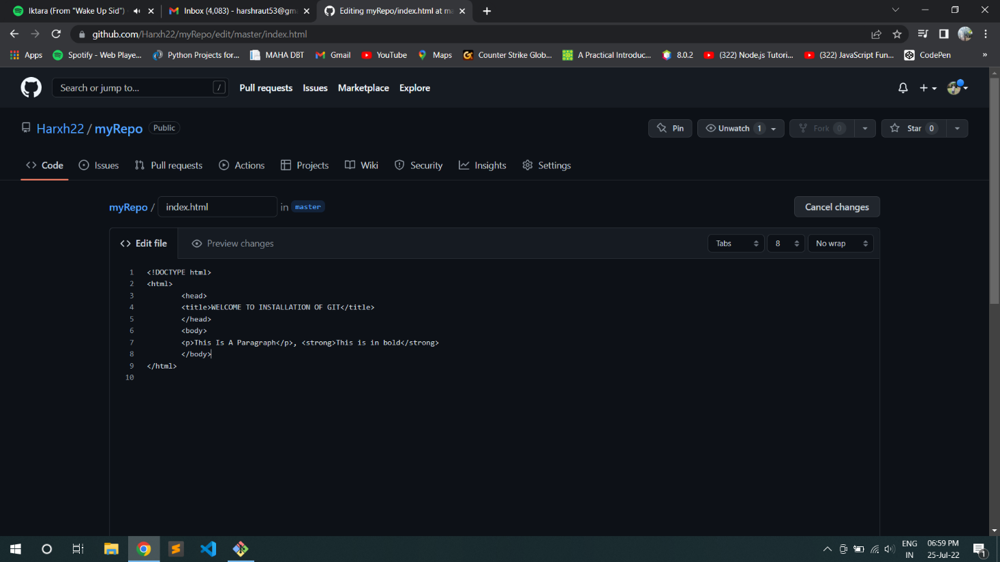 Iktara (From "Wake Up Sid")
Inbox (4,083) - harshraut53@gm
Editing myRepo/index.html at ma
github.com/Harxh22/myRepo/edit/master/index.html
Apps
Spotify - Web Playe...
Python Projects for...
MAHA DBT
Gmail
YouTube
Maps
Counter Strike Glob...
A Practical Introduc...
8.0.2
(322) Node.js Tutori...
(322) JavaScript Fun...
CodePen
»
Search or jump to...
/
Pull requests
Issues
Marketplace
Explore
Harxh22 / myRepo
Public
Pin
Unwatch 1
Fork 0
Star 0
Code
Issues
Pull requests
Actions
Projects
Wiki
Security
Insights
Settings
myRepo / index.html in master
Cancel changes
Edit file
Preview changes
Tabs
8
No wrap
1 <!DOCTYPE html>
2 <html>
3 <head>
4 <title>WELCOME TO INSTALLATION OF GIT</title>
5 </head>
6 <body>
7 <p>This Is A Paragraph</p>, <strong>This is in bold</strong>
8 </body>
9 </html>
10
ENG
IN
06:59 PM
25-Jul-22
1